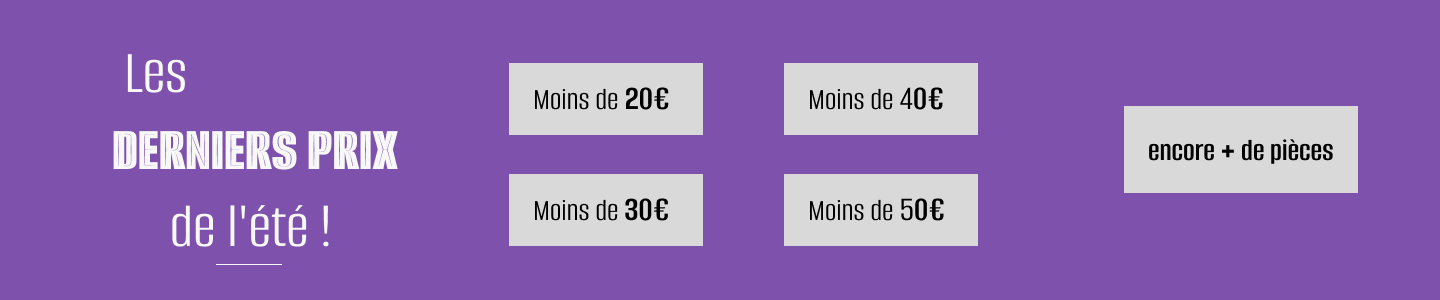 Les
DERNIERS PRIX
de l'été !
Moins de 20€
Moins de 30€
Moins de 40€
Moins de 50€
encore + de pièces